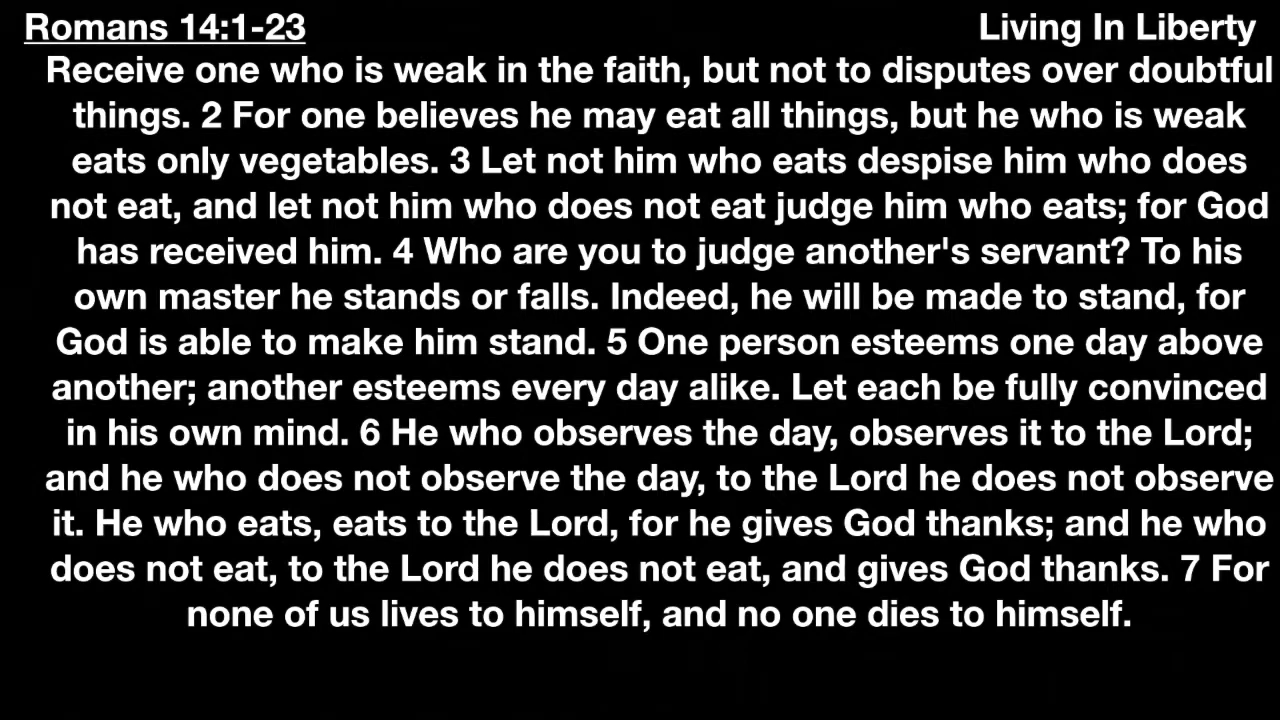 Romans 14:1-23 Living In Liberty
Receive one who is weak in the faith, but not to disputes over doubtful
things. 2 For one believes he may eat all things, but he who is weak
eats only vegetables. 3 Let not him who eats despise him who does
not eat, and let not him who does not eat judge him who eats; for God
has received him. 4 Who are you to judge another's servant? To his
own master he stands or falls. Indeed, he will be made to stand, for
God is able to make him stand. 5 One person esteems one day above
another; another esteems every day alike. Let each be fully convinced
in his own mind. 6 He who observes the day, observes it to the Lord;
and he who does not observe the day, to the Lord he does not observe
it. He who eats, eats to the Lord, for he gives God thanks; and he who
does not eat, to the Lord he does not eat, and gives God thanks. 7 For
none of us lives to himself, and no one dies to himself.